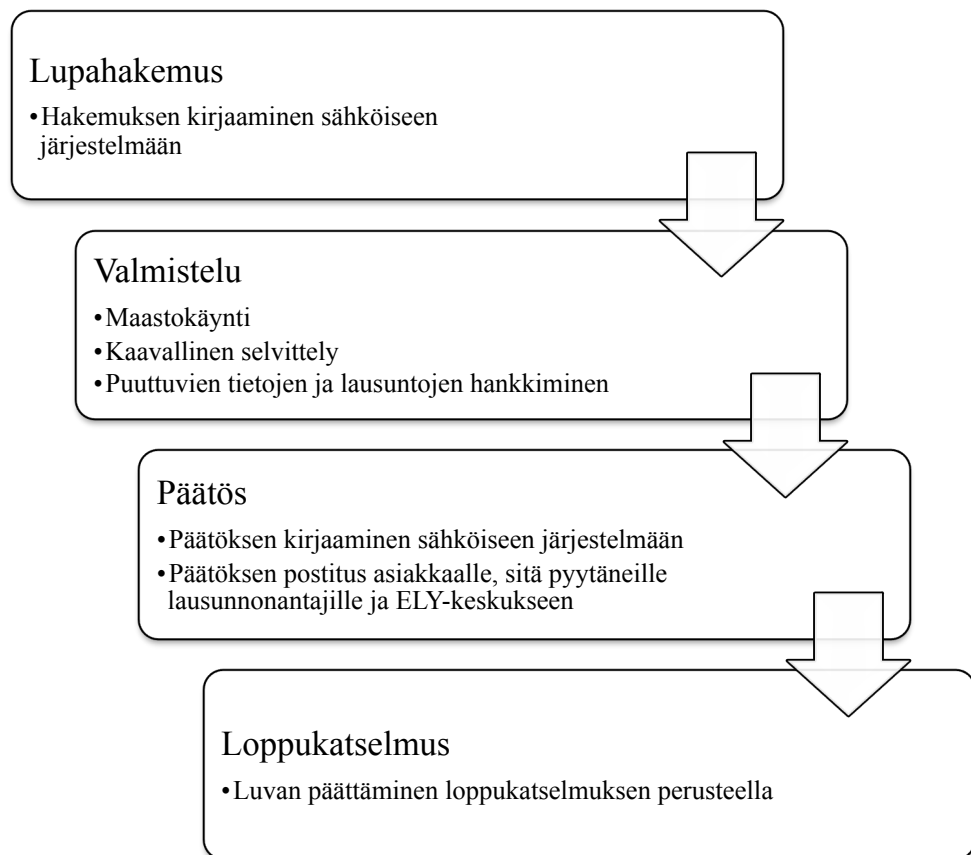 Lupahakemus
•Hakemuksen kirjaaminen sähköiseen
järjestelmään
Valmistelu
•Maastokäynti
•Kaavallinen selvittely
•Puuttuvien tietojen ja lausuntojen hankkiminen
Päätös
•Päätöksen kirjaaminen sähköiseen järjestelmään
•Päätöksen postitus asiakkaalle, sitä pyytäneille
lausunnonantajille ja ELY-keskukseen
Loppukatselmus
•Luvan päättäminen loppukatselmuksen perusteella